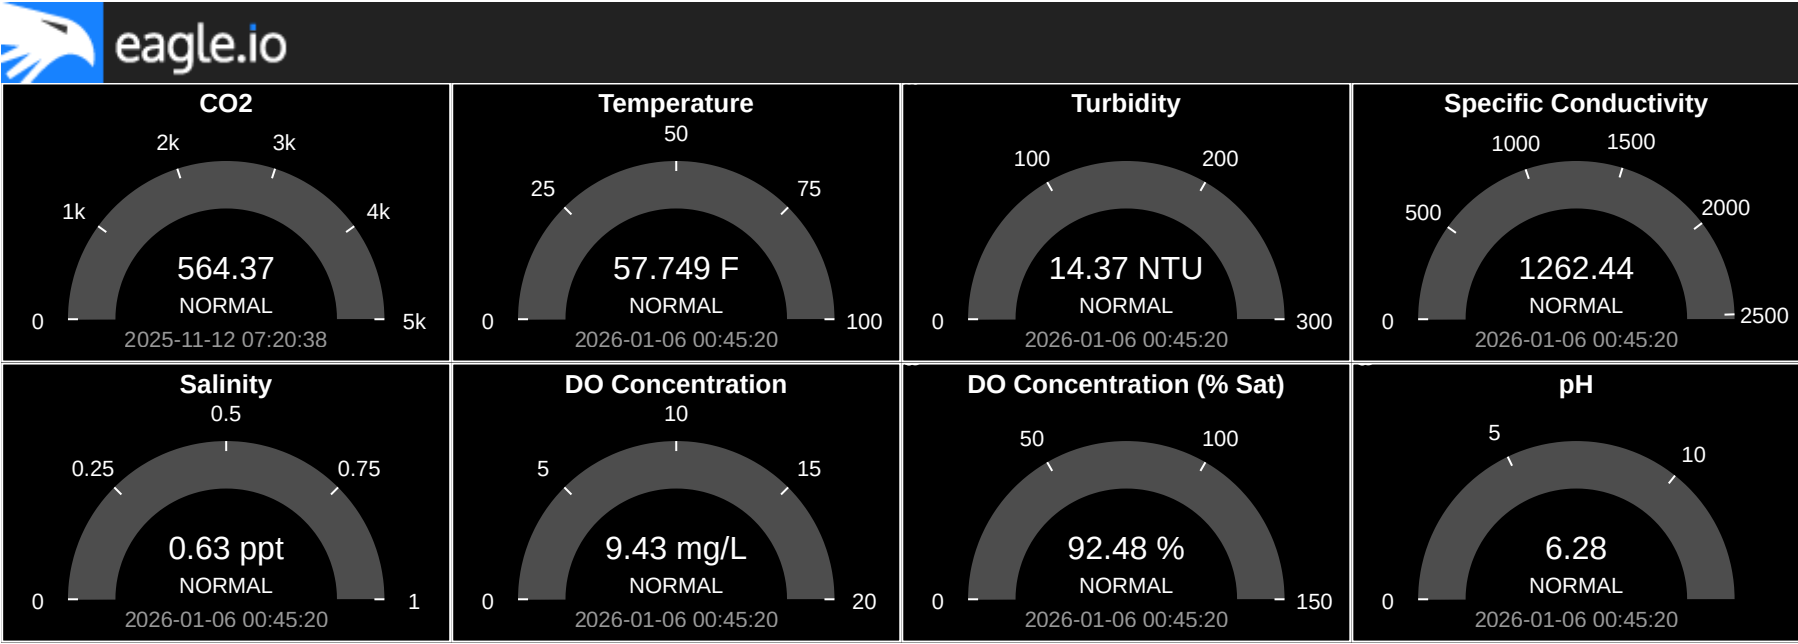 eagle.io
CO2
2k
3k
1k
4k
564.37
NORMAL
0
5k
2025-11-12 07:20:38
Temperature
50
25
75
57.749 F
NORMAL
0
100
2026-01-06 00:45:20
Turbidity
100
200
14.37 NTU
NORMAL
0
300
2026-01-06 00:45:20
Specific Conductivity
1000
1500
500
2000
1262.44
NORMAL
0
2500
2026-01-06 00:45:20
Salinity
0.5
0.25
0.75
0.63 ppt
NORMAL
0
1
2026-01-06 00:45:20
DO Concentration
10
5
15
9.43 mg/L
NORMAL
0
20
2026-01-06 00:45:20
DO Concentration (% Sat)
50
100
92.48 %
NORMAL
0
150
2026-01-06 00:45:20
pH
5
10
6.28
NORMAL
0
2026-01-06 00:45:20